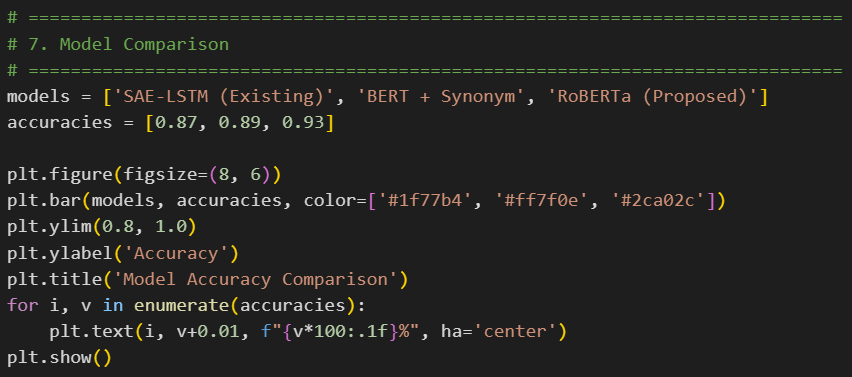 # ==============================================================================
# 7. Model Comparison
# ==============================================================================
models = ['SAE-LSTM (Existing)', 'BERT + Synonym', 'RoBERTa (Proposed)']
accuracies = [0.87, 0.89, 0.93]

plt.figure(figsize=(8, 6))
plt.bar(models, accuracies, color=['#1f77b4', '#ff7f0e', '#2ca02c'])
plt.ylim(0.8, 1.0)
plt.ylabel('Accuracy')
plt.title('Model Accuracy Comparison')
for i, v in enumerate(accuracies):
    plt.text(i, v+0.01, f"{v*100:.1f}%", ha='center')
plt.show()